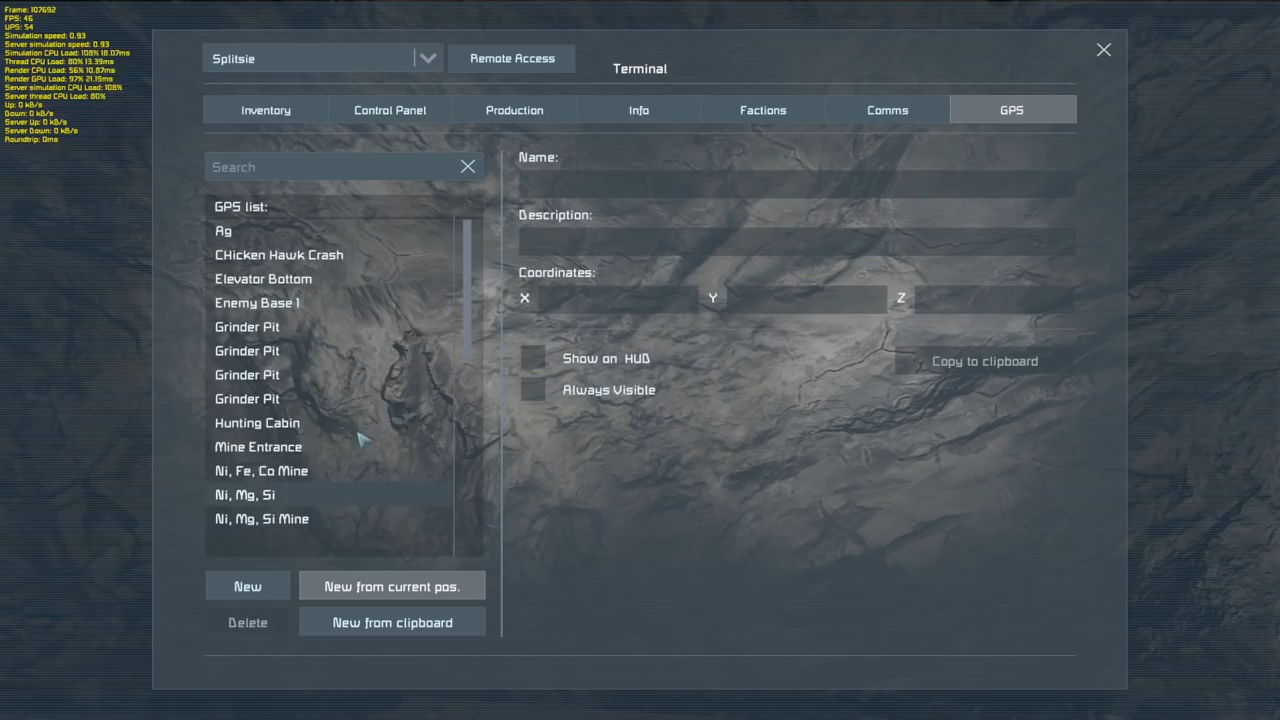 Frame: 107692
FPS: 46
UPS: 54
Simulation speed: 0.93
Server simulation speed: 0.93
Simulation CPU Load: 108% 18.07ms
Thread CPU Load: 80% 13.39ms
Render CPU Load: 56% 10.87ms
Render GPU Load: 97% 21.19ms
Server simulation CPU Load: 108%
Server thread CPU Load: 80%
Up: 0 kB/s
Down: 0 kB/s
Server Up: 0 kB/s
Server Down: 0 kB/s
Roundtrip: 0ms
Splitsie
Remote Access
Terminal
Inventory
Control Panel
Production
Info
Factions
Comms
GPS
Search
GPS list:
Ag
CHicken Hawk Crash
Elevator Bottom
Enemy Base 1
Grinder Pit
Grinder Pit
Grinder Pit
Grinder Pit
Hunting Cabin
Mine Entrance
Ni, Fe, Co Mine
Ni, Mg, Si
Ni, Mg, Si Mine
New
New from current pos.
Delete
New from clipboard
Name:
Description:
Coordinates:
X
Y
Z
Show on HUD
Always Visible
Copy to clipboard